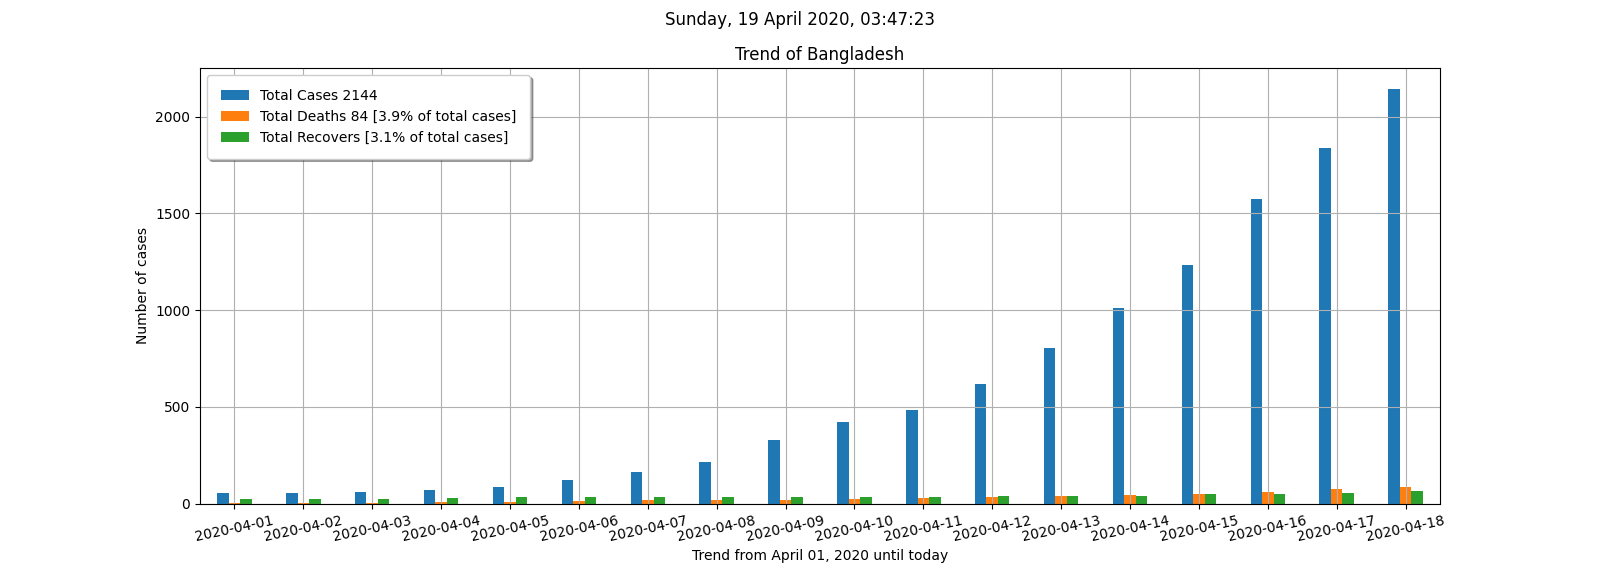 Sunday, 19 April 2020, 03:47:23
Trend of Bangladesh
Total Cases 2144
Total Deaths 84 [3.9% of total cases]
Total Recovers [3.1% of total cases]
Number of cases
2000
1500
1000
500
0
2020-04-01 2020-04-02 2020-04-03 2020-04-04 2020-04-05 2020-04-06 2020-04-07 2020-04-08 2020-04-09 2020-04-10 2020-04-11 2020-04-12 2020-04-13 2020-04-14 2020-04-15 2020-04-16 2020-04-17 2020-04-18
Trend from April 01, 2020 until today